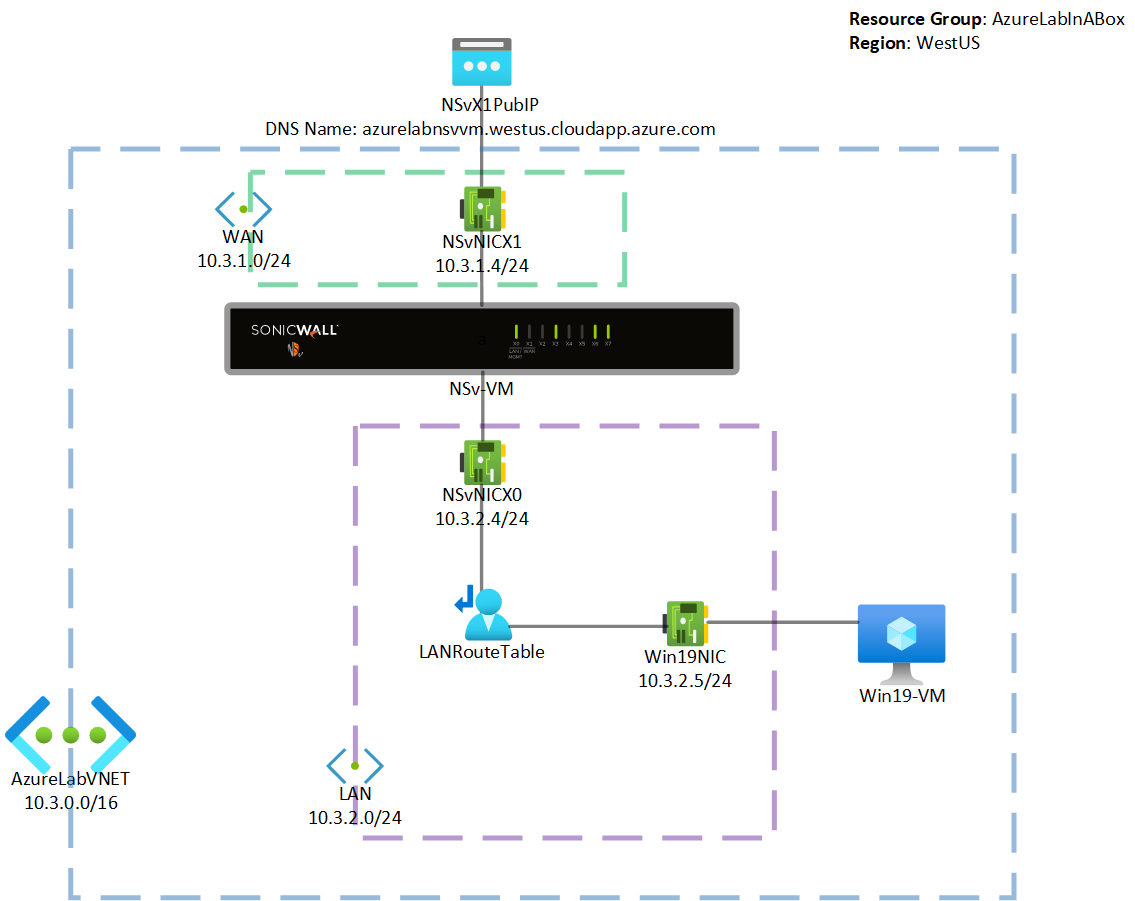 Resource Group: AzureLabInABox
Region: WestUS
NSvX1PubIP
DNS Name: azurelabnsvvm.westus.cloudapp.azure.com
WAN
10.3.1.0/24
NSvNICX1
10.3.1.4/24
SONICWALL
NSv
a
X0 X1 X2 X3 X4 X5 X6 X7
LAN/ WAN
MGMT
NSv-VM
NSvNICX0
10.3.2.4/24
LANRouteTable
Win19NIC
10.3.2.5/24
Win19-VM
AzureLabVNET
10.3.0.0/16
LAN
10.3.2.0/24